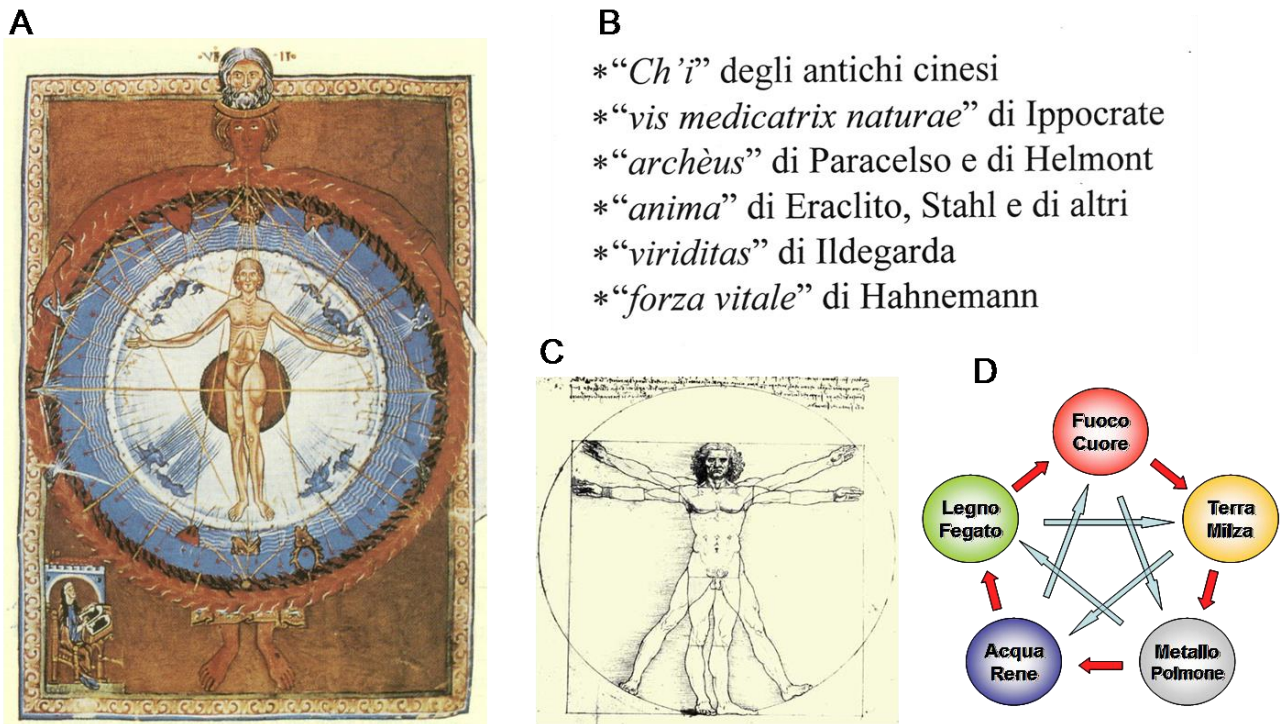 A
B
*“Ch’i” degli antichi cinesi
*“vis medicatrix naturae” di Ippocrate
*“archèus” di Paracelso e di Helmont
*“anima” di Eraclito, Stahl e di altri
*“viriditas” di Ildegarda
*“forza vitale” di Hahnemann
C
D
Fuoco
Cuore
Legno
Fegato
Terra
Milza
Acqua
Rene
Metallo
Polmone